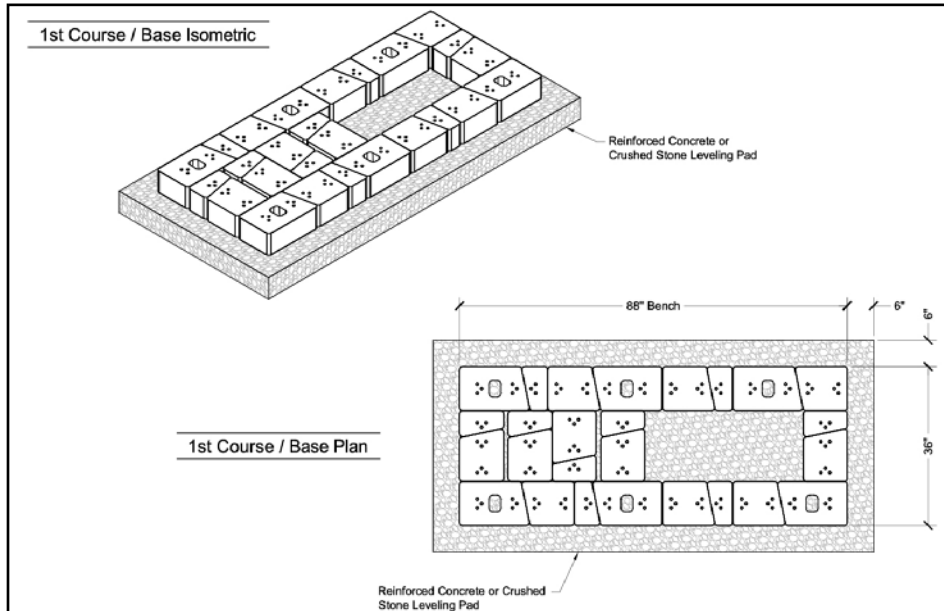 1st Course / Base Isometric
Reinforced Concrete or
Crushed Stone Leveling Pad
88" Bench
6"
6"
36"
1st Course / Base Plan
Reinforced Concrete or Crushed
Stone Leveling Pad